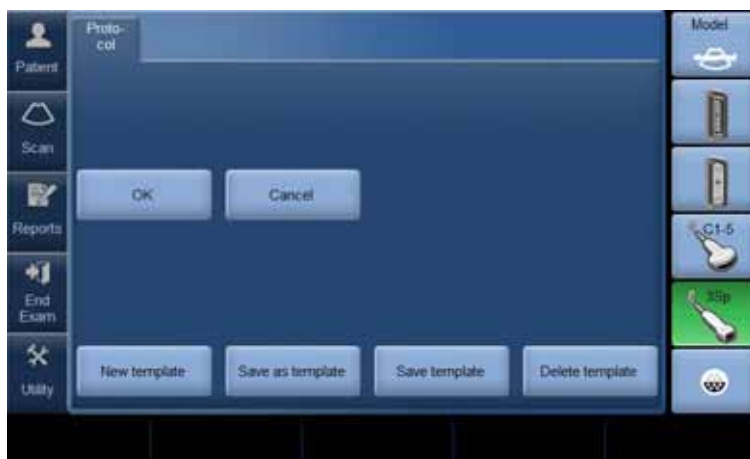 Patient
Scan
Reports
End
Exam
Utility
Proto-
col
OK
Cancel
New template
Save as template
Save template
Delete template
Model
C1-5
3Sp